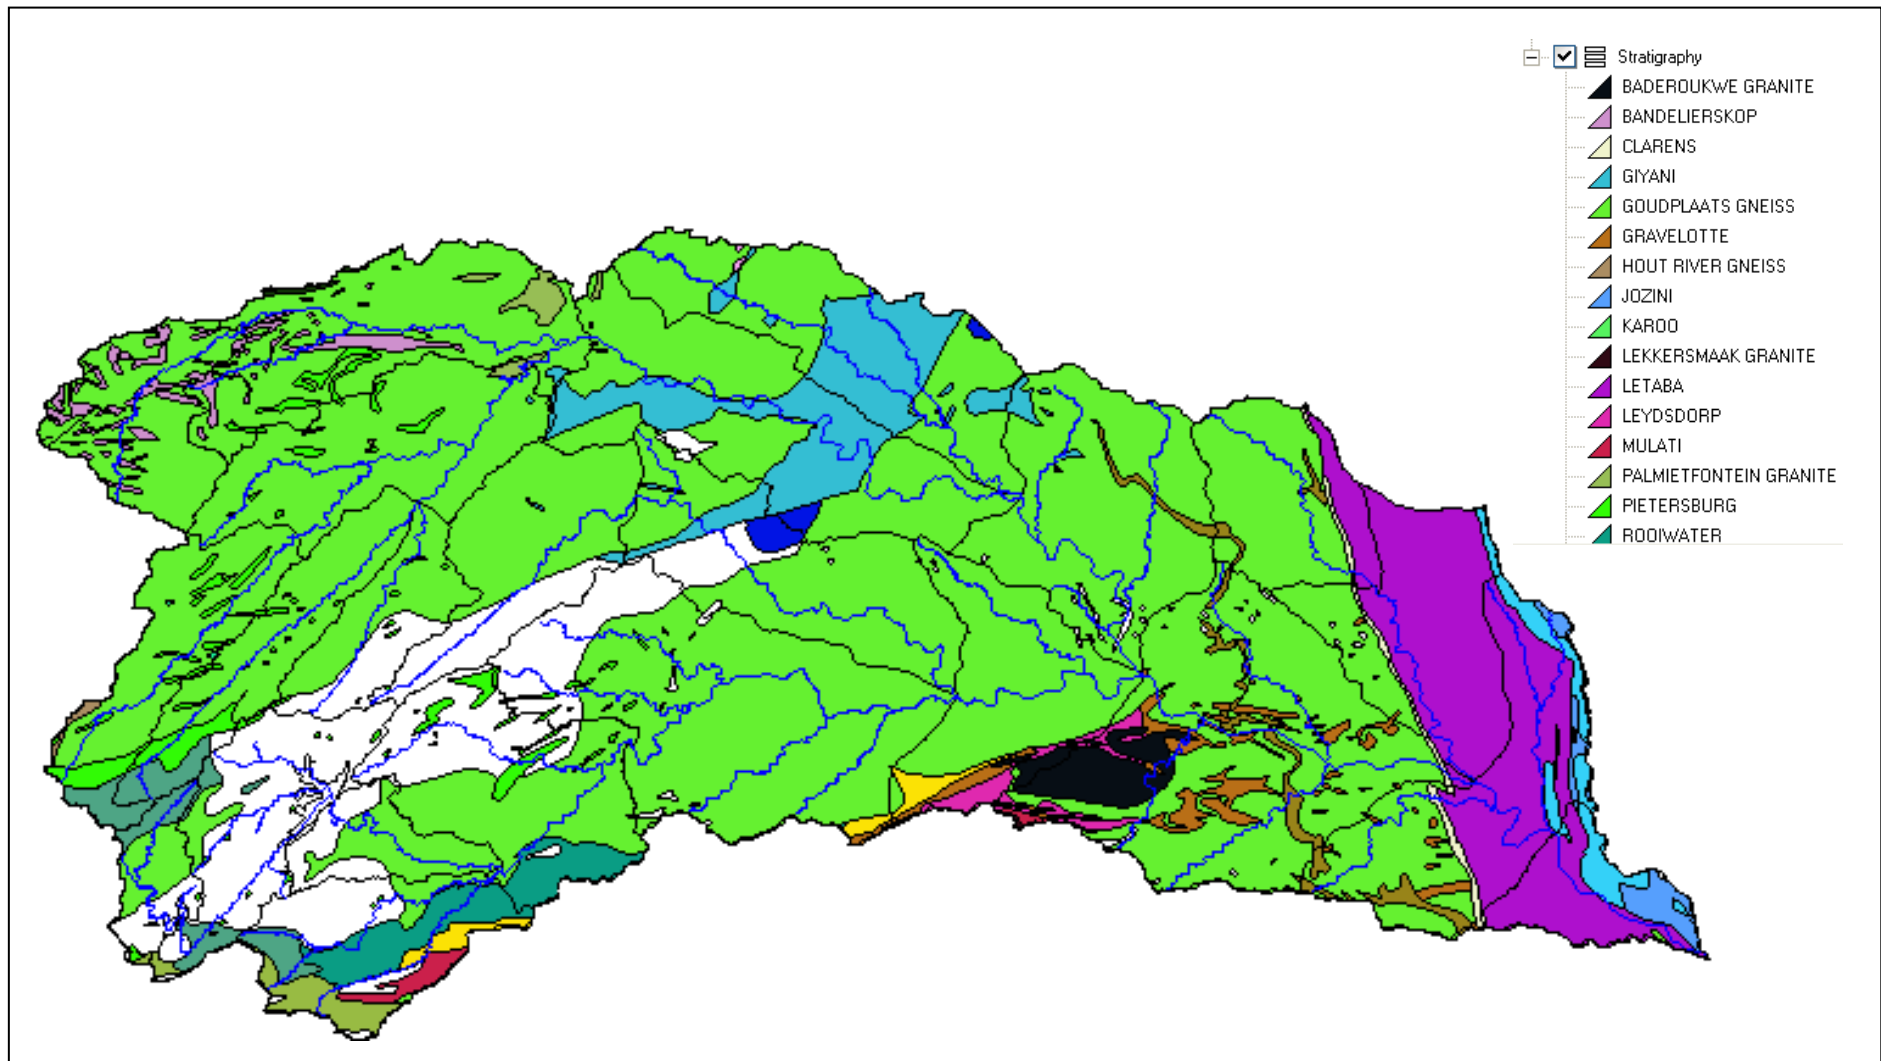 Stratigraphy
BADEROUKWE GRANITE
BANDELIERSKOP
CLARENS
GIYANI
GOUDPLAATS GNEISS
GRAVELOTTE
HOUT RIVER GNEISS
JOZINI
KAROO
LEKKERSMAAK GRANITE
LETABA
LEYDSDORP
MULATI
PALMIETFONTEIN GRANITE
PIETERSBURG
ROOIWATER